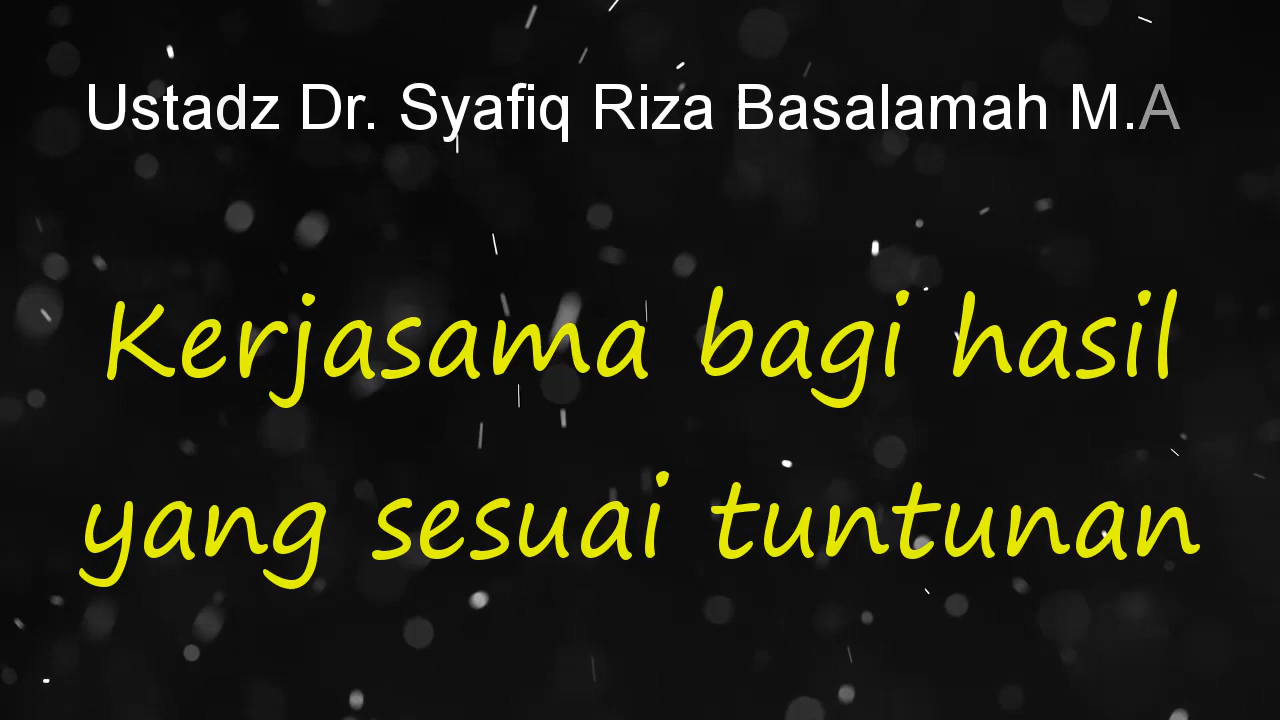 Ustadz Dr. Syafiq Riza Basalamah M.A
Kerjasama bagi hasil
yang sesuai tuntunan